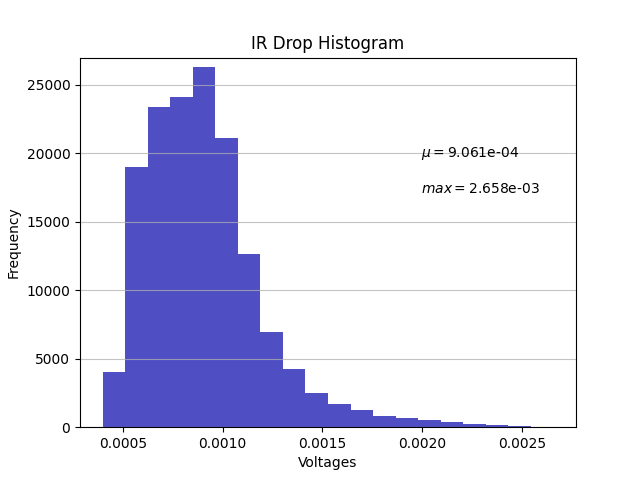 IR Drop Histogram
Frequency
25000
20000
15000
10000
5000
0
μ = 9.061e-04
max = 2.658e-03
0.0005 0.0010 0.0015 0.0020 0.0025
Voltages